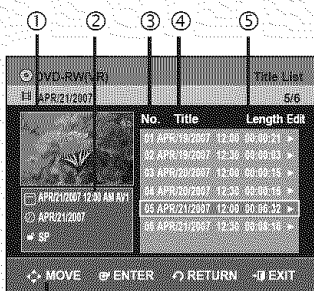 ① ② ③ ④ ⑤
DVD-RW(VR) Title List
APR/21/2007 5/6
No. Title Length Edit
01 APR/19/2007 12:00 00:00:21 ►
02 APR/19/2007 12:30 00:00:03 ►
03 APR/20/2007 12:00 00:00:15 ►
04 APR/20/2007 12:30 00:00:16 ►
05 APR/21/2007 12:00 00:06:32 ►
06 APR/21/2007 12:30 00:08:16 ►
APR/21/2007 12:00 AM AV1
APR/21/2007
SP
MOVE ENTER RETURN EXIT